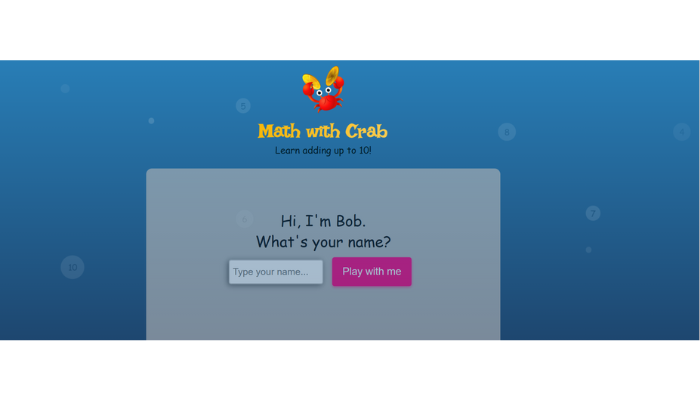 5
8
Math with Crab
Learn adding up to 10!
7
Hi, I'm Bob.
What's your name?
10
Type your name...
Play with me